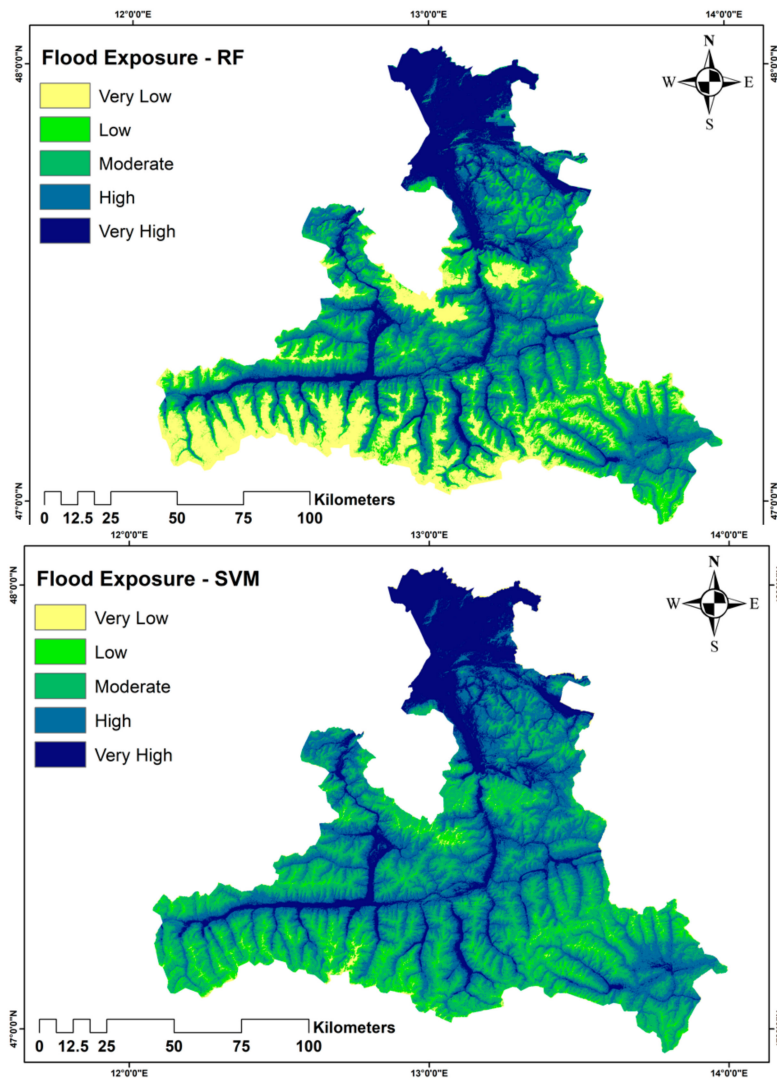 12°0'0"E 13°0'0"E 14°0'0"E
48°0'0"N
48°0'0"N
Flood Exposure - RF
Very Low
Low
Moderate
High
Very High
N
W E
S
47°0'0"N
47°0'0"N
Kilometers
0 12.5 25 50 75 100
12°0'0"E 13°0'0"E 14°0'0"E
48°0'0"N
Flood Exposure - SVM
Very Low
Low
Moderate
High
Very High
N
W E
S
47°0'0"N
Kilometers
0 12.5 25 50 75 100
12°0'0"E 13°0'0"E 14°0'0"E